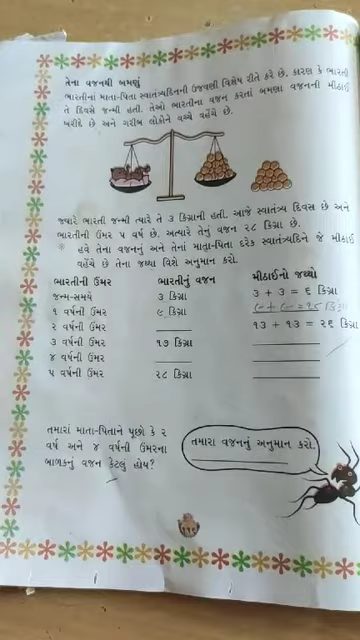 તેના વજનથી બમણું
ભારતીનાં માતા-પિતા સ્વાતંત્ર્યદિનની ઉજવણી વિશેષ રીતે કરે છે. કારણ કે ભારતી
તે દિવસે જન્મી હતી. તેઓ ભારતીના વજન કરતાં બમણા વજનની મીઠાઈ
ખરીદે છે અને ગરીબ લોકોને વચ્ચે વહેંચે છે.
જ્યારે ભારતી જન્મી ત્યારે તે ૩ કિગ્રાની હતી. આજે સ્વાતંત્ર્ય દિવસ છે અને
ભારતીની ઉંમર ૫ વર્ષ છે. અત્યારે તેનું વજન ૨૮ કિગ્રા છે.
હવે તેના વજનનું અને તેનાં માતા-પિતા દરેક સ્વાતંત્ર્યદિને જે મીઠાઈ
વહેંચે છે તેના જથ્થા વિશે અનુમાન કરો.
ભારતીની ઉંમર ભારતીનું વજન મીઠાઈનો જથ્થો
જન્મ-સમયે ૩ કિગ્રા ૩ + ૩ = ૬ કિગ્રા
૧ વર્ષની ઉંમર ૯ કિગ્રા
૨ વર્ષની ઉંમર ૧૩ + ૧૩ = ૨૬ કિગ્રા
૩ વર્ષની ઉંમર ૧૭ કિગ્રા
૪ વર્ષની ઉંમર
૫ વર્ષની ઉંમર ૨૮ કિગ્રા
તમારાં માતા-પિતાને પૂછો કે ૨
વર્ષ અને ૪ વર્ષની ઉંમરના
બાળકનું વજન કેટલું હોય?
તમારા વજનનું અનુમાન કરો.